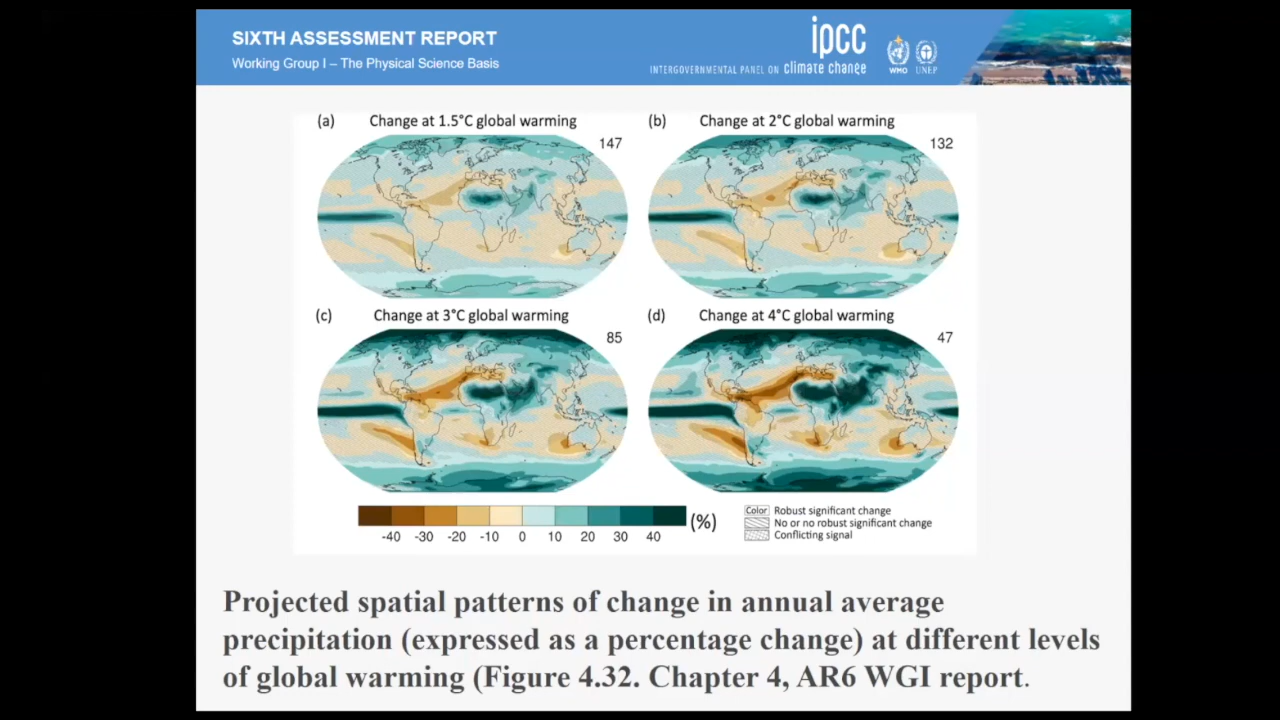 SIXTH ASSESSMENT REPORT
Working Group I – The Physical Science Basis
ipcc
INTERGOVERNMENTAL PANEL ON climate change
WMO
UNEP
(a) Change at 1.5°C global warming
147
(b) Change at 2°C global warming
132
(c) Change at 3°C global warming
85
(d) Change at 4°C global warming
47
-40 -30 -20 -10 0 10 20 30 40
(%)
Color Robust significant change
No or no robust significant change
Conflicting signal
Projected spatial patterns of change in annual average
precipitation (expressed as a percentage change) at different levels
of global warming (Figure 4.32. Chapter 4, AR6 WGI report.